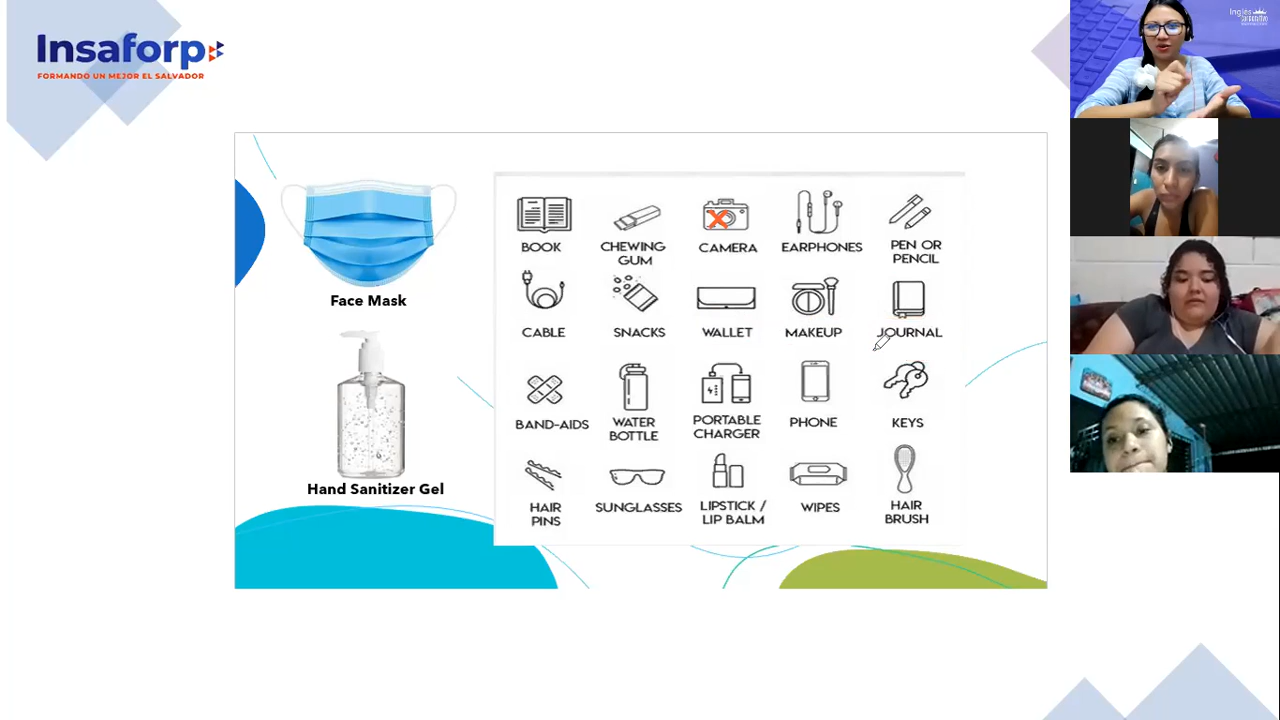 Insaforp
FORMANDO UN MEJOR EL SALVADOR
Face Mask
Hand Sanitizer Gel
BOOK
CHEWING
GUM
CAMERA
EARPHONES
PEN OR
PENCIL
CABLE
SNACKS
WALLET
MAKEUP
JOURNAL
BAND-AIDS
WATER
BOTTLE
PORTABLE
CHARGER
PHONE
KEYS
HAIR
PINS
SUNGLASSES
LIPSTICK /
LIP BALM
WIPES
HAIR
BRUSH
Inglés